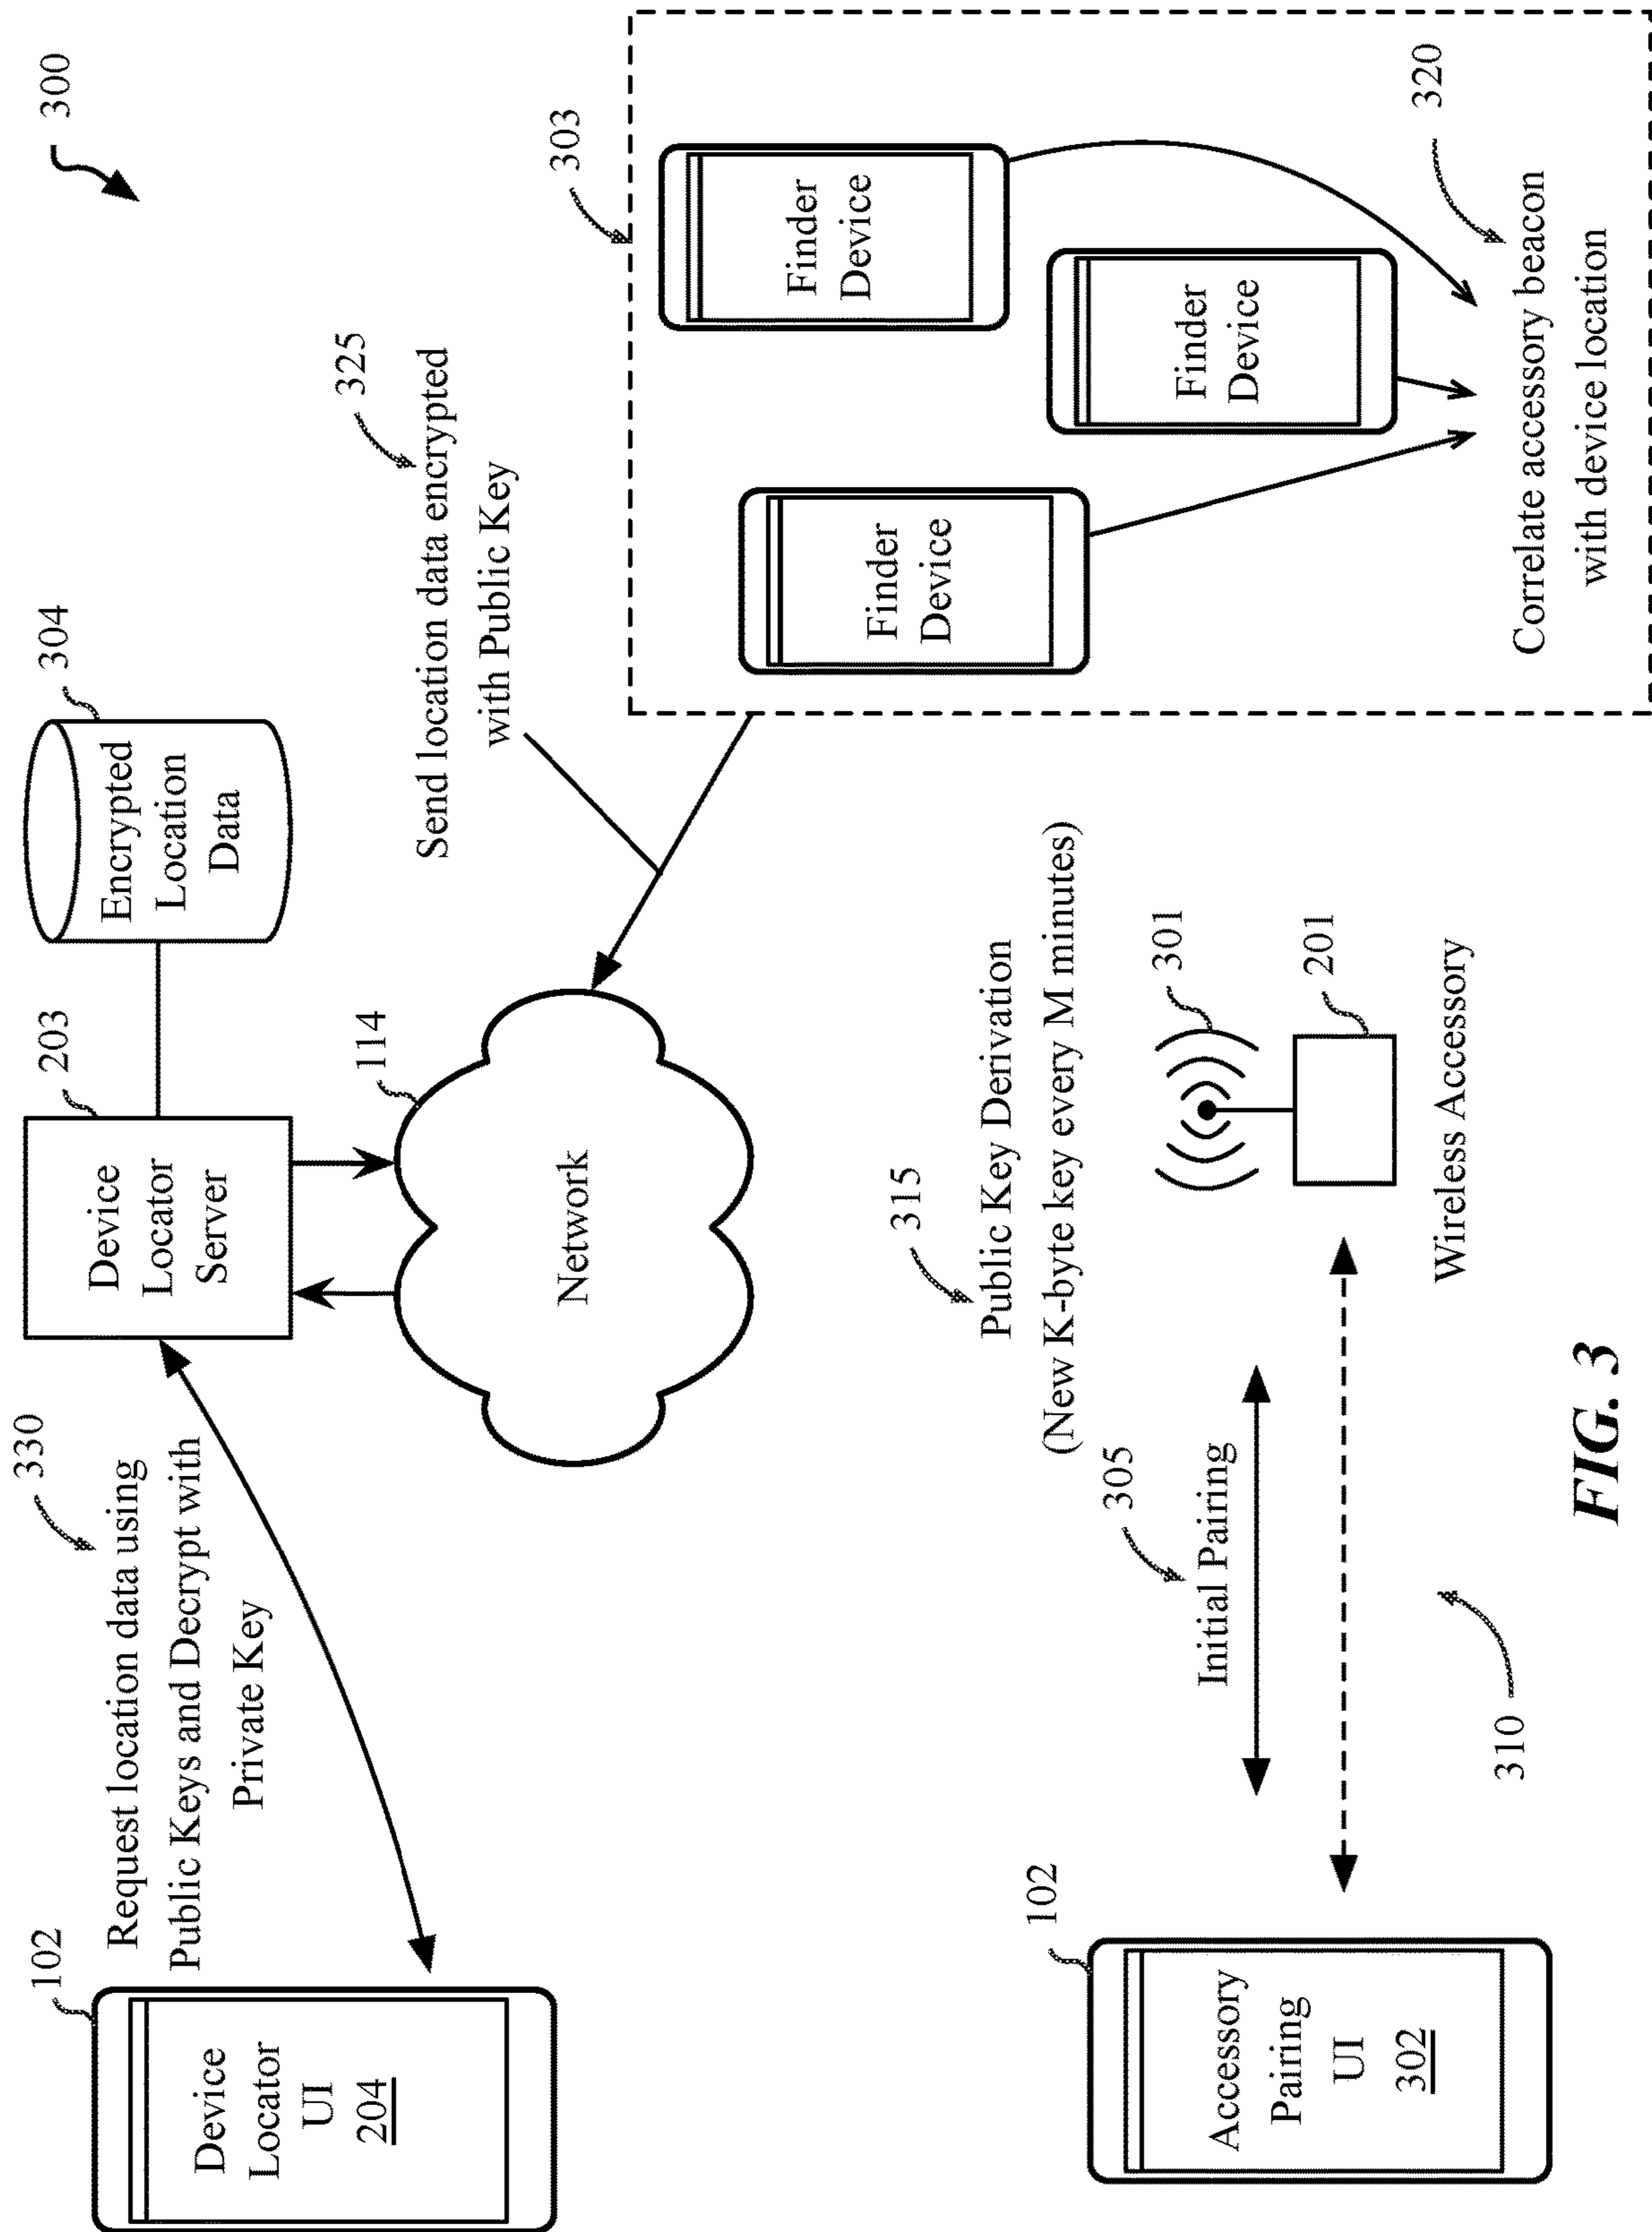 300
330
Request location data using
Public Keys and Decrypt with
Private Key
102
Device
Locator
UI
204
203
Device
Locator
Server
304
Encrypted
Location
Data
114
Network
325
Send location data encrypted
with Public Key
303
Finder
Device
Finder
Device
Finder
Device
320
Correlate accessory beacon
with device location
102
Accessory
Pairing
UI
302
305
Initial Pairing
310
315
Public Key Derivation
(New K-byte key every M minutes)
301
201
Wireless Accessory
FIG. 3